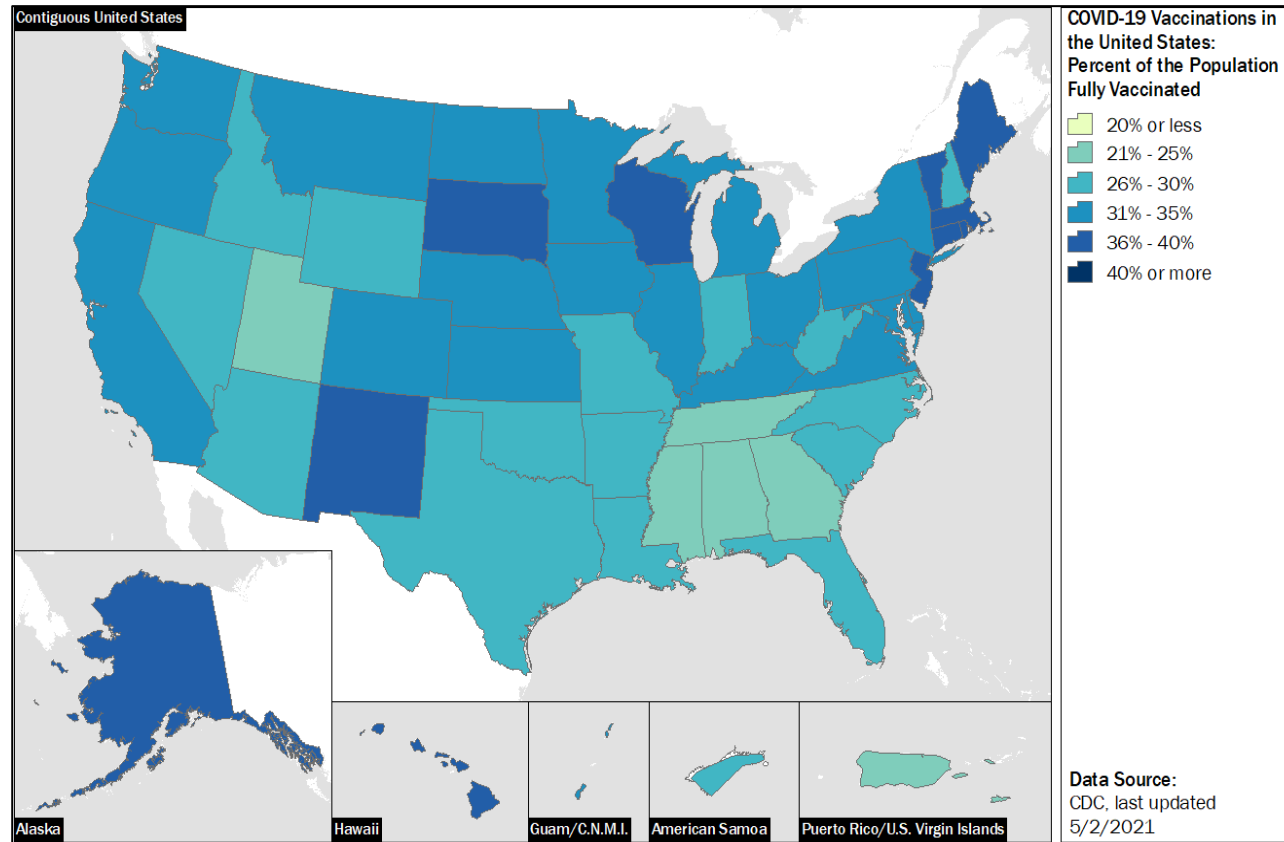 Contiguous United States
COVID-19 Vaccinations in
the United States:
Percent of the Population
Fully Vaccinated
20% or less
21% - 25%
26% - 30%
31% - 35%
36% - 40%
40% or more
Alaska
Hawaii
Guam/C.N.M.I.
American Samoa
Puerto Rico/U.S. Virgin Islands
Data Source:
CDC, last updated
5/2/2021